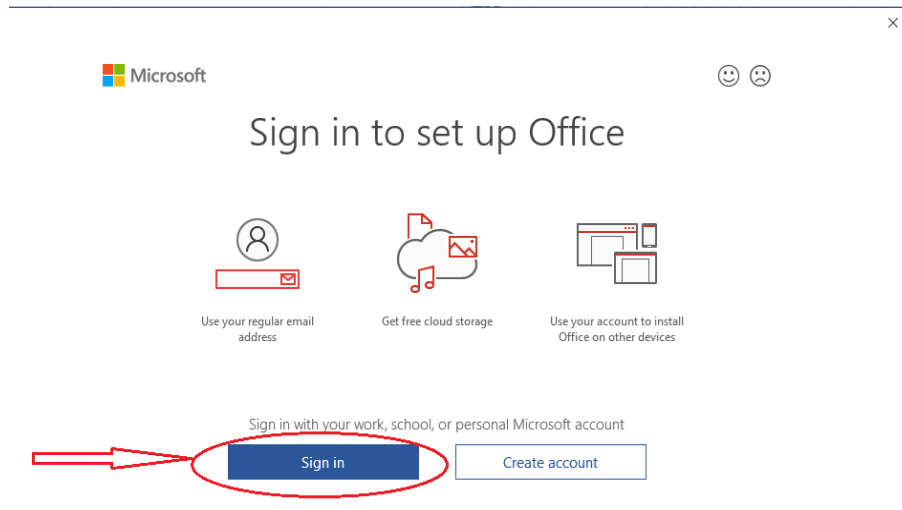 Microsoft
Sign in to set up Office
Use your regular email
address
Get free cloud storage
Use your account to install
Office on other devices
Sign in with your work, school, or personal Microsoft account
Sign in
Create account